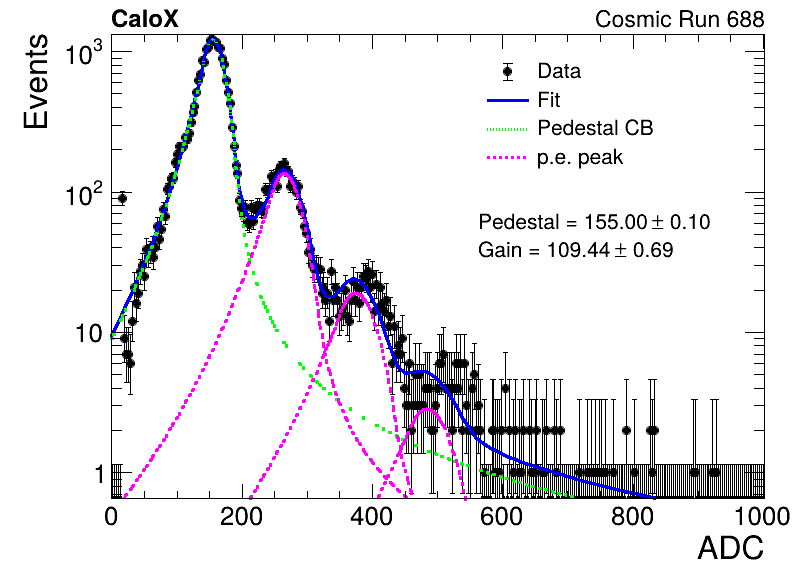 CaloX Cosmic Run 688
Events
10³
10²
10
1
Data
Fit
Pedestal CB
p.e. peak
Pedestal = 155.00 ± 0.10
Gain = 109.44 ± 0.69
0 200 400 600 800 1000
ADC